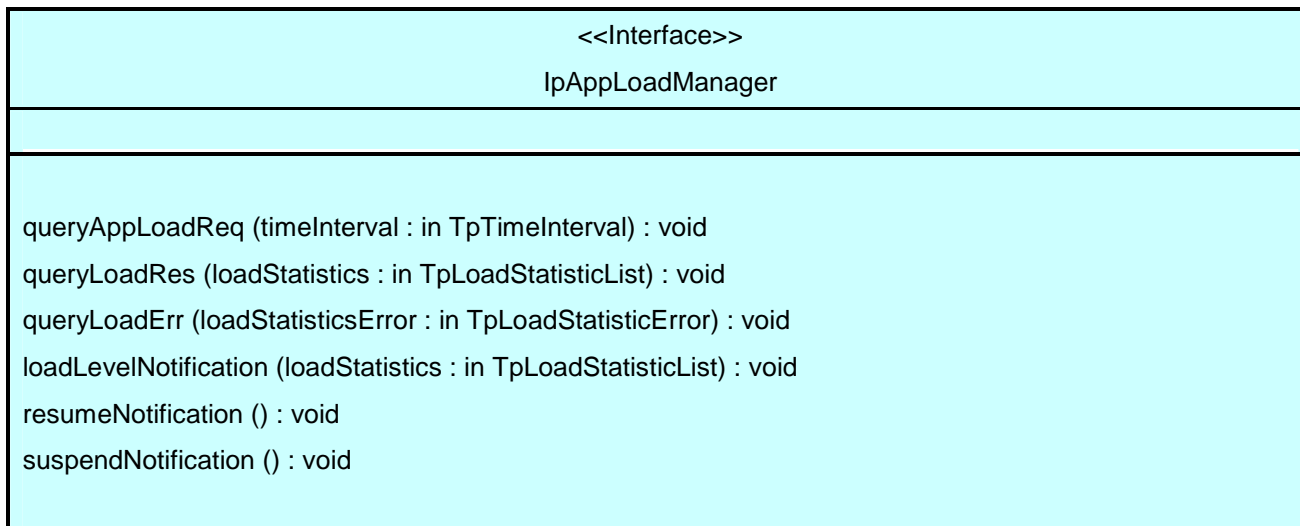 <<Interface>>
IpAppLoadManager
queryAppLoadReq (timeInterval : in TpTimeInterval) : void
queryLoadRes (loadStatistics : in TpLoadStatisticList) : void
queryLoadErr (loadStatisticsError : in TpLoadStatisticError) : void
loadLevelNotification (loadStatistics : in TpLoadStatisticList) : void
resumeNotification () : void
suspendNotification () : void